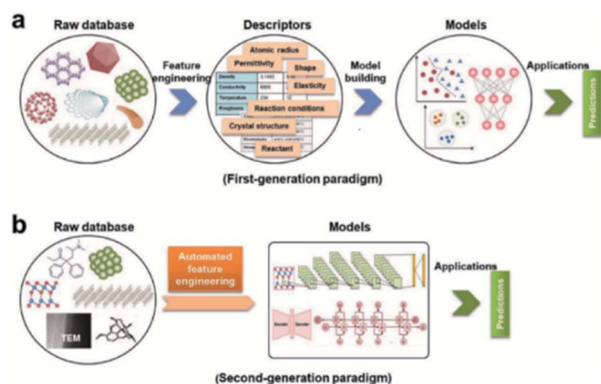 a
Raw database
Descriptors
Models
Feature
engineering
Atomic radius
Permittivity
Shape
Density
Elasticity
Conductivity
Temperature
Roughness
Reaction conditions
Crystal structure
Reactant
Model
building
Applications
Predictions
(First-generation paradigm)
b
Raw database
Models
Automated
feature
engineering
TEM
Applications
Predictions
(Second-generation paradigm)